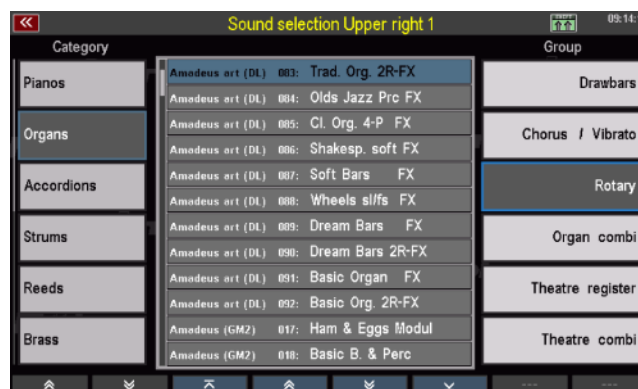 Sound selection Upper right 1
09:14:
Category
Group
Pianos
Organs
Accordions
Strums
Reeds
Brass
Amadeus art (DL) 083: Trad. Org. 2R-FX
Amadeus art (DL) 084: Olds Jazz Prc FX
Amadeus art (DL) 085: Cl. Org. 4-P FX
Amadeus art (DL) 086: Shakesp. soft FX
Amadeus art (DL) 087: Soft Bars FX
Amadeus art (DL) 088: Wheels sl/fs FX
Amadeus art (DL) 089: Dream Bars FX
Amadeus art (DL) 090: Dream Bars 2R-FX
Amadeus art (DL) 091: Basic Organ FX
Amadeus art (DL) 092: Basic Org. 2R-FX
Amadeus (GM2) 017: Ham & Eggs Modul
Amadeus (GM2) 018: Basic B. & Perc
Drawbars
Chorus / Vibrato
Rotary
Organ combi
Theatre register
Theatre combi
--- ---